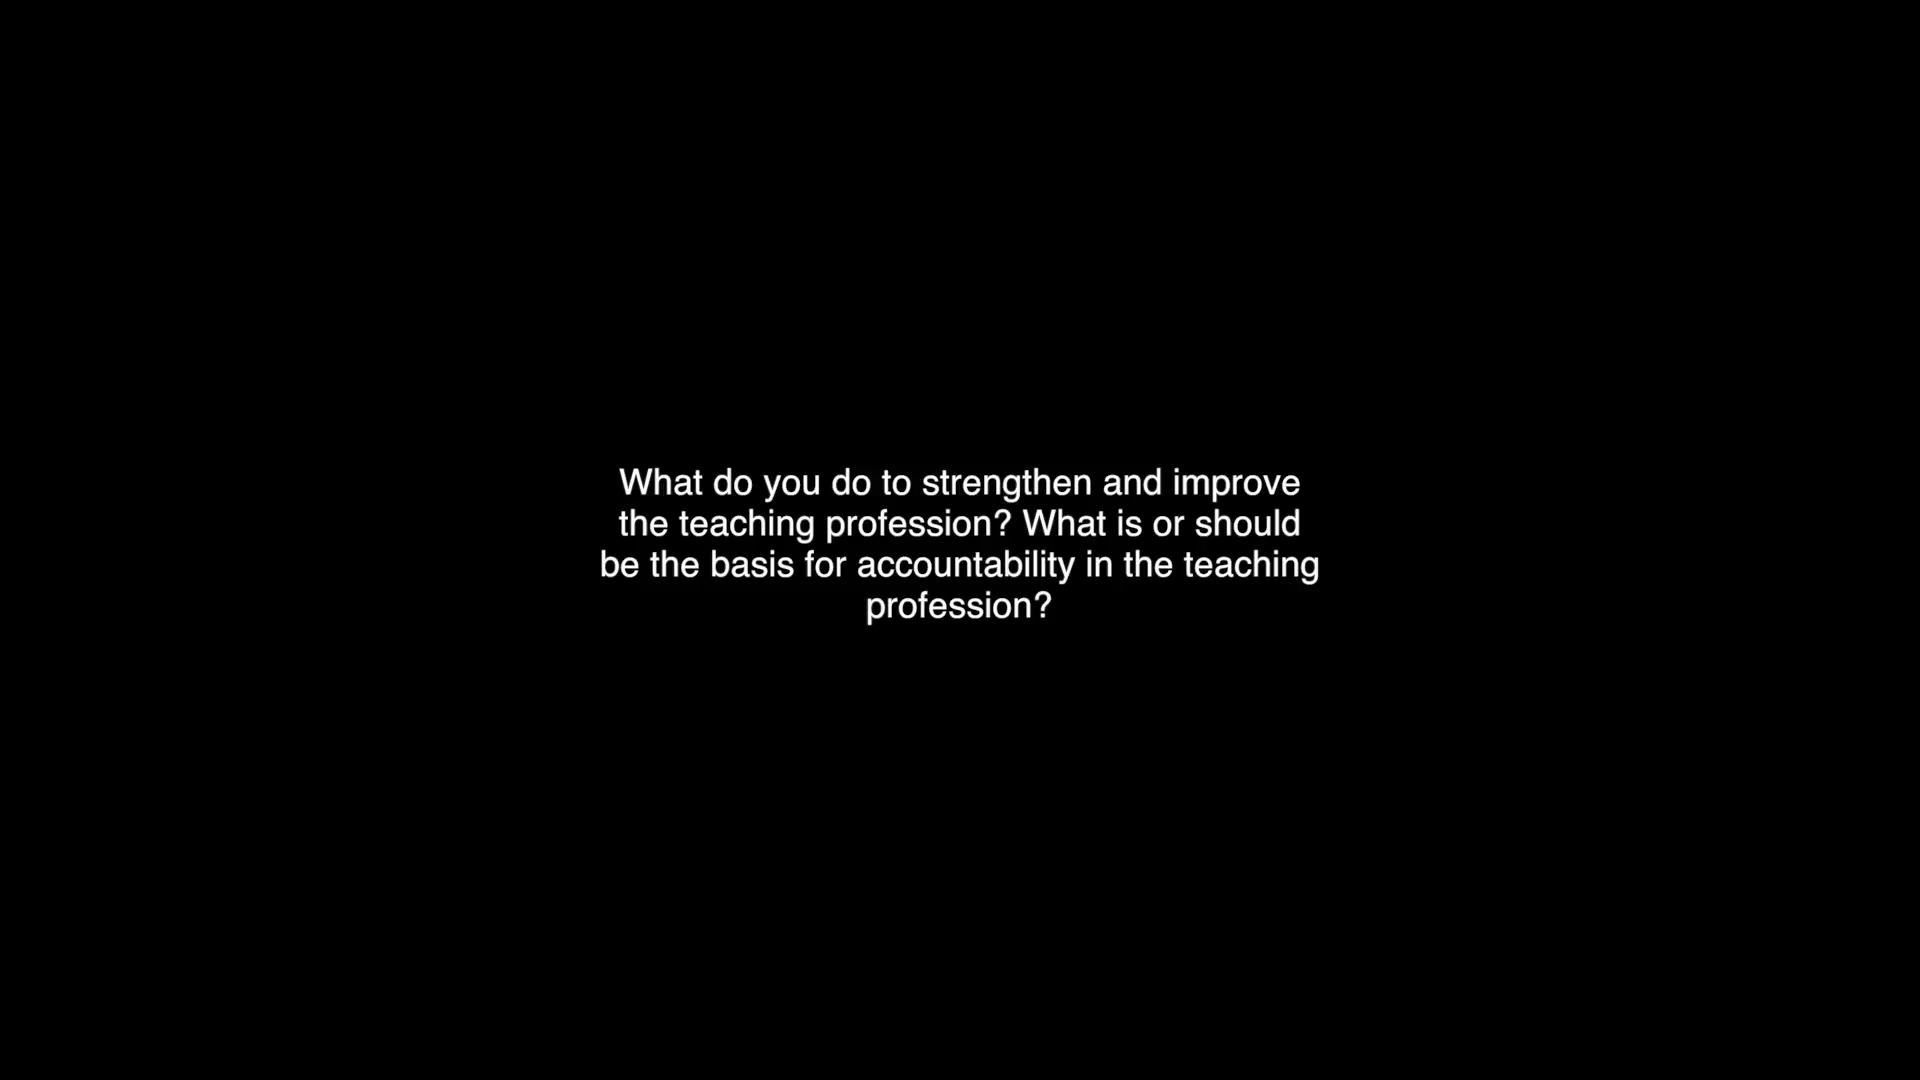 What do you do to strengthen and improve
the teaching profession? What is or should
be the basis for accountability in the teaching
profession?